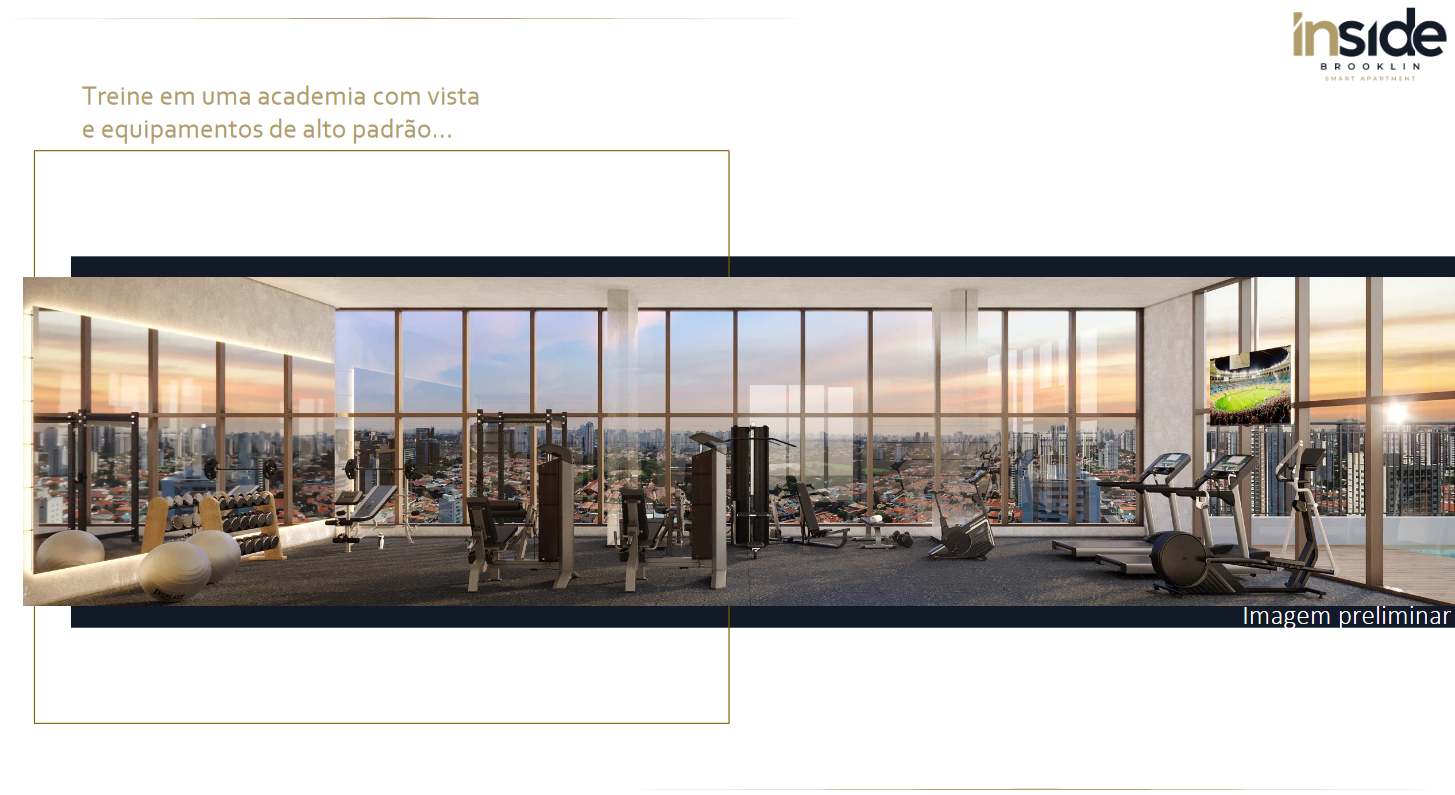 inside
BROOKLIN
SMART APARTMENT
Treine em uma academia com vista
e equipamentos de alto padrão...
Imagem preliminar